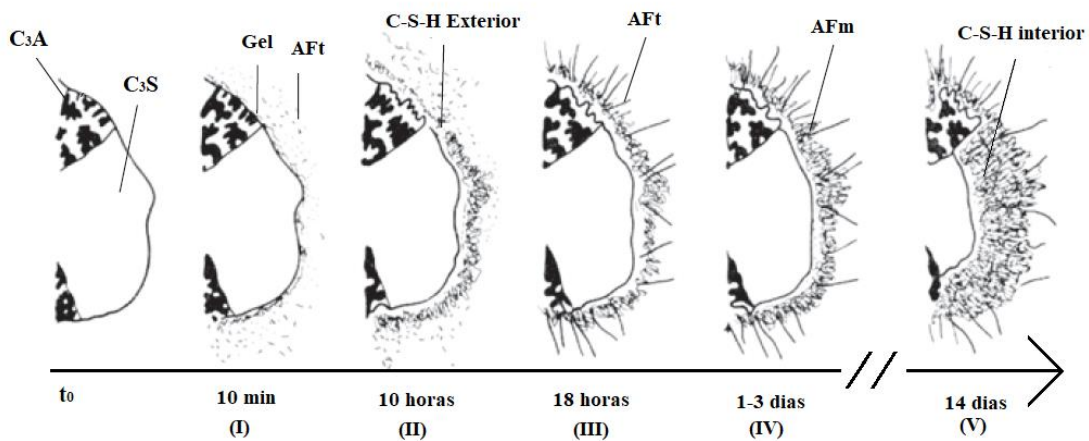 C₃A
C₃S
Gel
AFt
C-S-H Exterior
AFt
AFm
C-S-H interior
t₀
10 min
(I)
10 horas
(II)
18 horas
(III)
1-3 dias
(IV)
14 dias
(V)